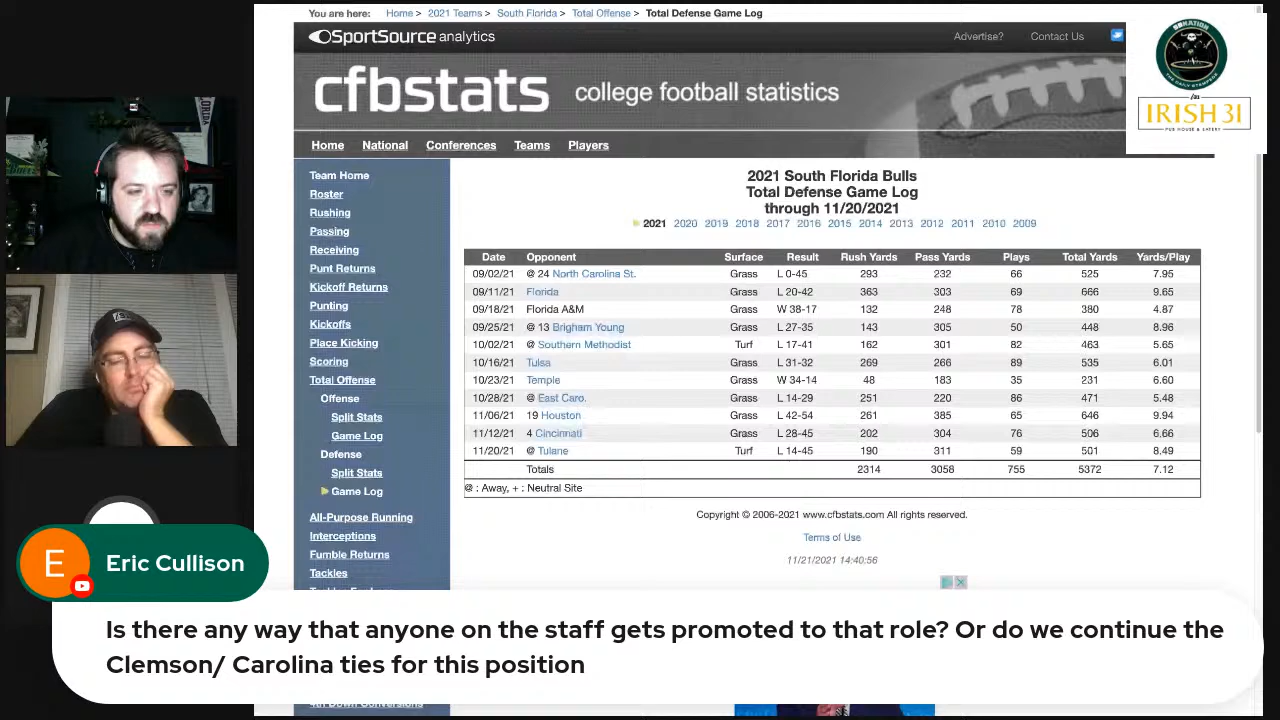 You are here: Home > 2021 Teams > South Florida > Total Offense > Total Defense Game Log
SportSource analytics
Advertise? Contact Us
cfbstats college football statistics
IRISH 31
PUB HOUSE & EATERY
Home National Conferences Teams Players
Team Home
Roster
Rushing
Passing
Receiving
Punt Returns
Kickoff Returns
Punting
Kickoffs
Place Kicking
Scoring
Total Offense
Offense
Split Stats
Game Log
Defense
Split Stats
Game Log
All-Purpose Running
Interceptions
Fumble Returns
Tackles
2021 South Florida Bulls
Total Defense Game Log
through 11/20/2021
2021 2020 2019 2018 2017 2016 2015 2014 2013 2012 2011 2010 2009
Date Opponent Surface Result Rush Yards Pass Yards Plays Total Yards Yards/Play
09/02/21 @ 24 North Carolina St. Grass L 0-45 293 232 66 525 7.95
09/11/21 Florida Grass L 20-42 363 303 69 666 9.65
09/18/21 Florida A&M Grass W 38-17 132 248 78 380 4.87
09/25/21 @ 13 Brigham Young Grass L 27-35 143 305 50 448 8.96
10/02/21 @ Southern Methodist Turf L 17-41 162 301 82 463 5.65
10/16/21 Tulsa Grass L 31-32 269 266 89 535 6.01
10/23/21 Temple Grass W 34-14 48 183 35 231 6.60
10/28/21 @ East Caro. Grass L 14-29 251 220 86 471 5.48
11/06/21 19 Houston Grass L 42-54 261 385 65 646 9.94
11/12/21 4 Cincinnati Grass L 28-45 202 304 76 506 6.66
11/20/21 @ Tulane Turf L 14-45 190 311 59 501 8.49
Totals 2314 3058 755 5372 7.12
@ : Away, + : Neutral Site
Copyright © 2006-2021 www.cfbstats.com All rights reserved.
Terms of Use
11/21/2021 14:40:56
E Eric Cullison
Is there any way that anyone on the staff gets promoted to that role? Or do we continue the
Clemson/ Carolina ties for this position
4th Down Conversions